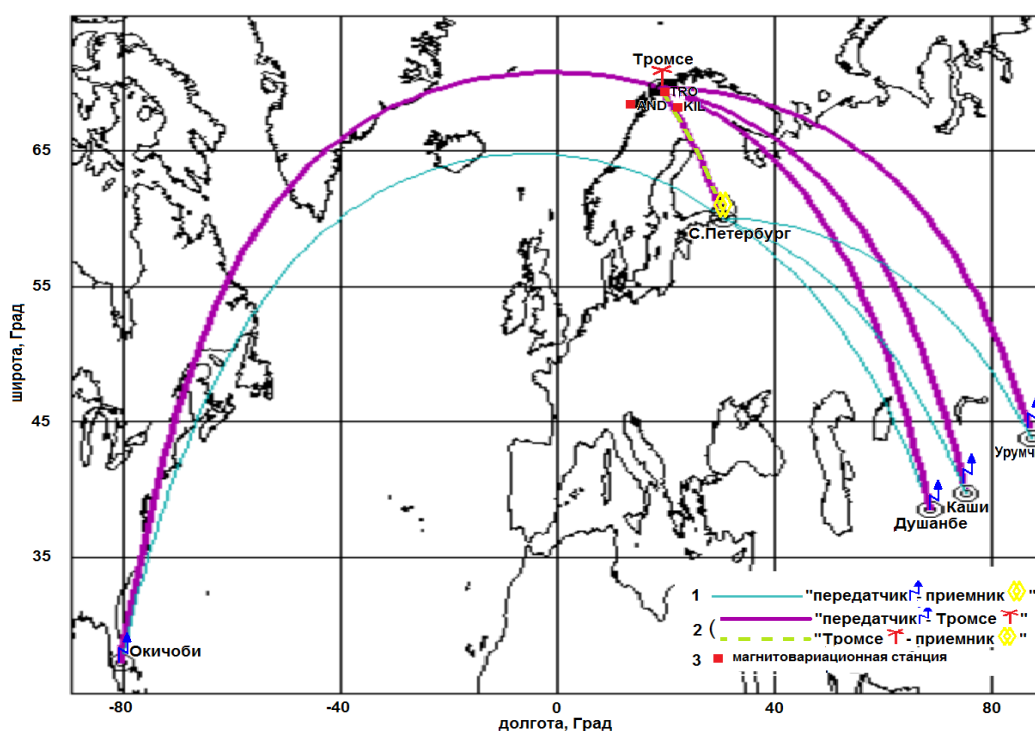 Тромсе
TRO
AND
KIL
65
С.Петербург
55
широта, Град
45
Урумч
Каши
Душанбе
35
1 "передатчик - приемник "
2 ( "передатчик - Тромсе "
"Тромсе - приемник "
3 магнитовариационная станция
Окичоби
-80 -40 0 40 80
долгота, Град